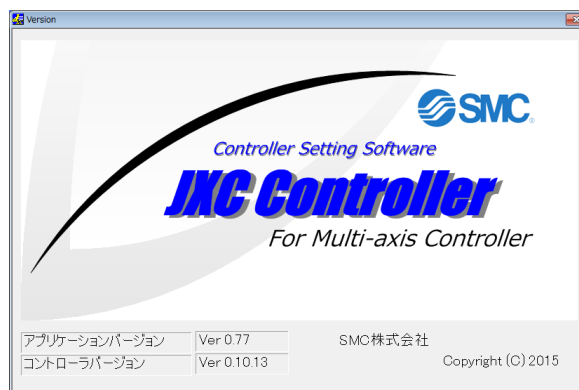 Version
SMC
Controller Setting Software
JXC Controller
For Multi-axis Controller
アプリケーションバージョン Ver 0.77 SMC株式会社
コントローラバージョン Ver 0.10.13 Copyright (C) 2015